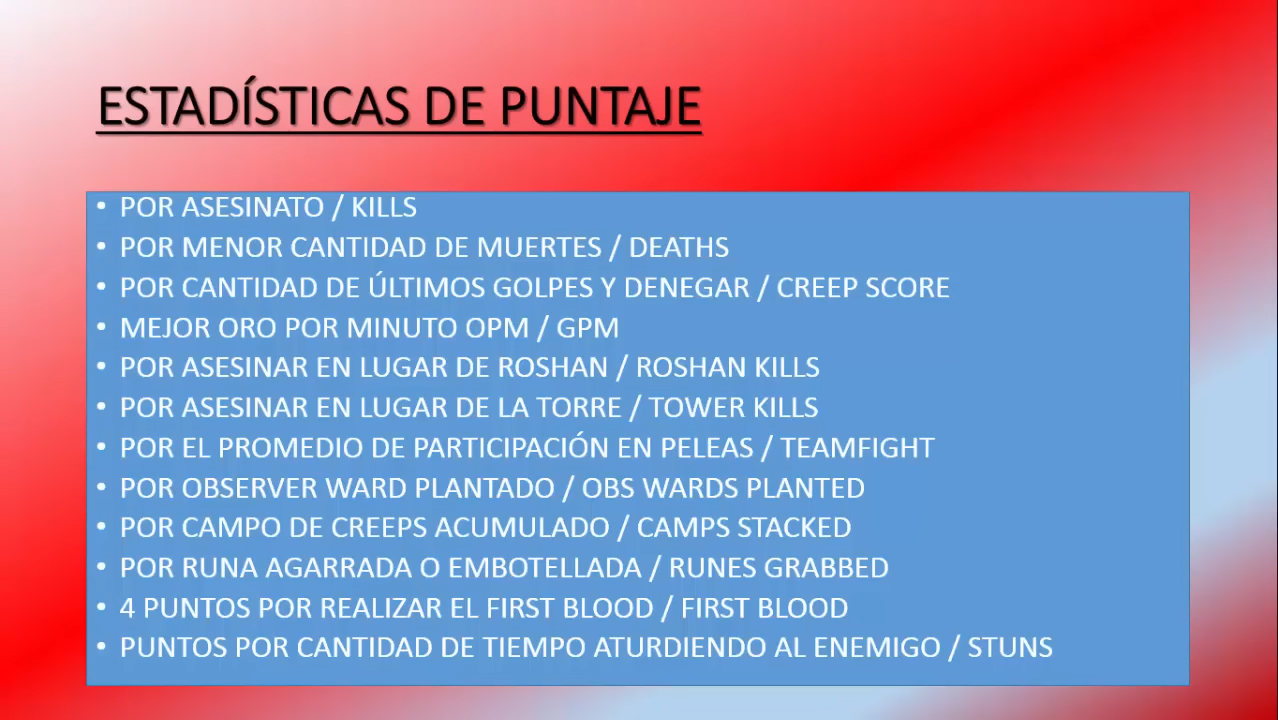 ESTADÍSTICAS DE PUNTAJE
• POR ASESINATO / KILLS
• POR MENOR CANTIDAD DE MUERTES / DEATHS
• POR CANTIDAD DE ÚLTIMOS GOLPES Y DENEGAR / CREEP SCORE
• MEJOR ORO POR MINUTO OPM / GPM
• POR ASESINAR EN LUGAR DE ROSHAN / ROSHAN KILLS
• POR ASESINAR EN LUGAR DE LA TORRE / TOWER KILLS
• POR EL PROMEDIO DE PARTICIPACIÓN EN PELEAS / TEAMFIGHT
• POR OBSERVER WARD PLANTADO / OBS WARDS PLANTED
• POR CAMPO DE CREEPS ACUMULADO / CAMPS STACKED
• POR RUNA AGARRADA O EMBOTELLADA / RUNES GRABBED
• 4 PUNTOS POR REALIZAR EL FIRST BLOOD / FIRST BLOOD
• PUNTOS POR CANTIDAD DE TIEMPO ATURDIENDO AL ENEMIGO / STUNS